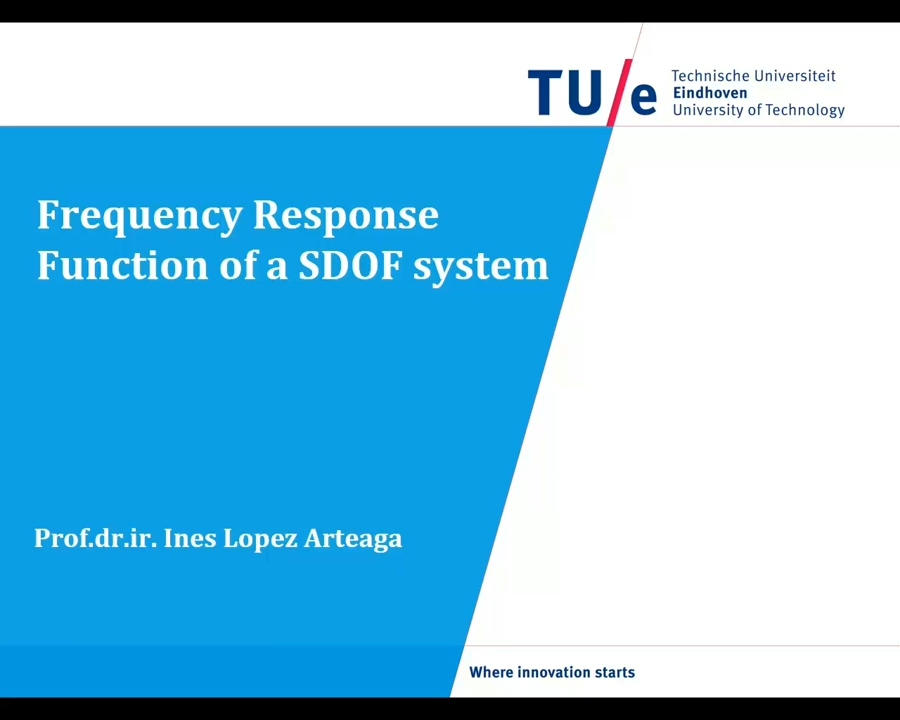 TU/e
Technische Universiteit
Eindhoven
University of Technology
Frequency Response
Function of a SDOF system
Prof.dr.ir. Ines Lopez Arteaga
Where innovation starts